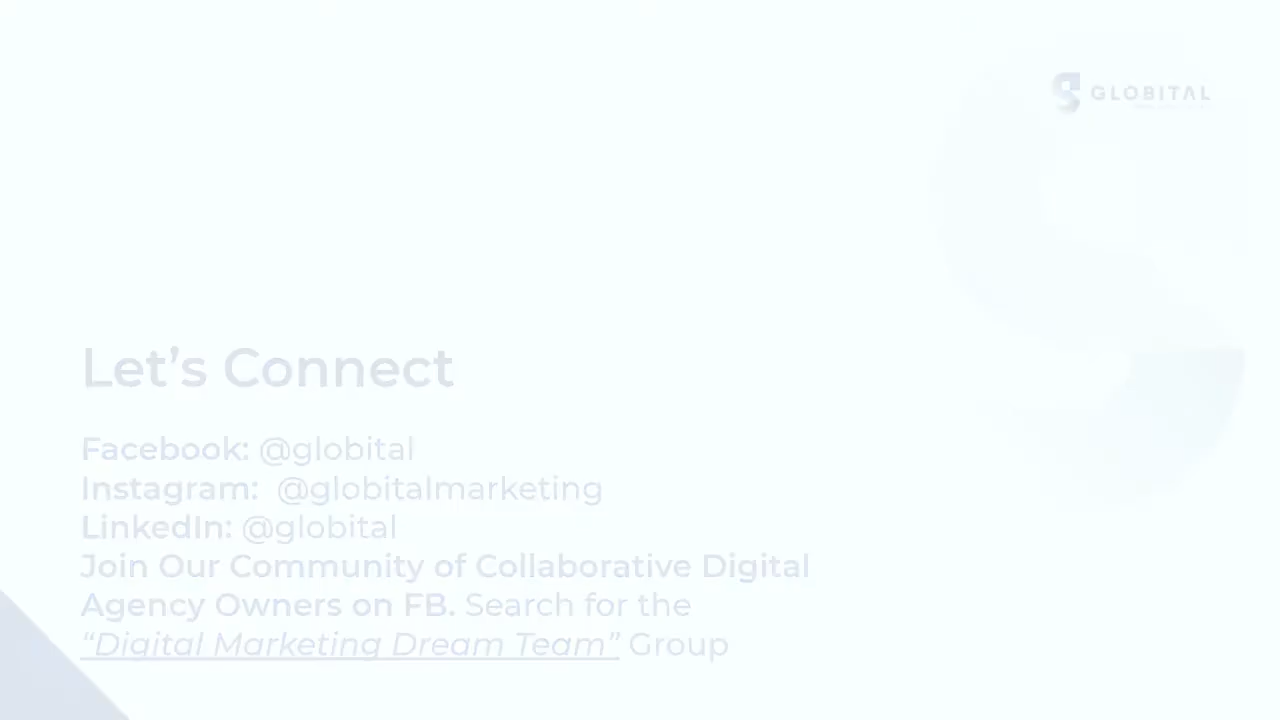 GLOBITAL
Let’s Connect
Facebook: @globital
Instagram:  @globitalmarketing
LinkedIn: @globital
Join Our Community of Collaborative Digital
Agency Owners on FB. Search for the
“Digital Marketing Dream Team” Group